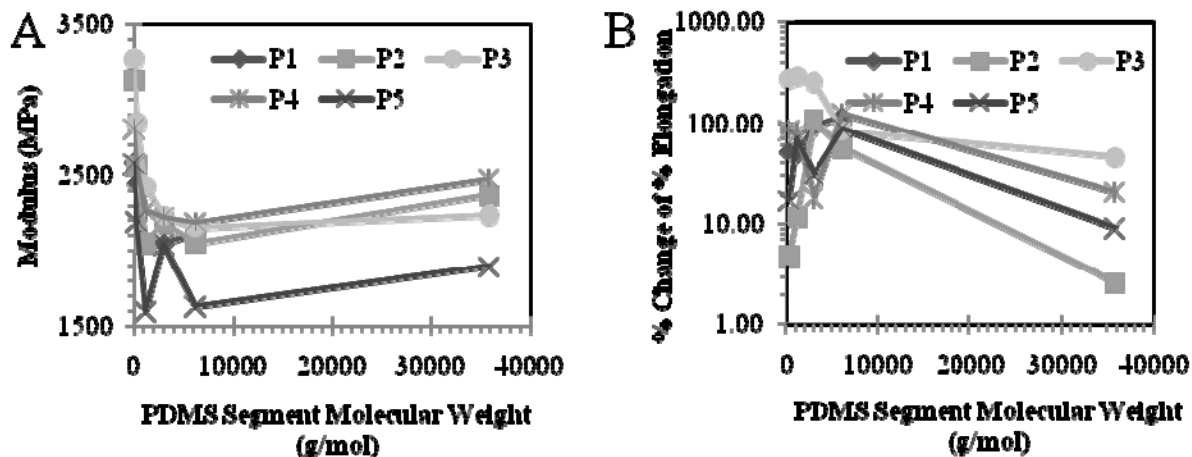 A
3500
2500
1500
Modulus (MPa)
P1 P2 P3
P4 P5
0 10000 20000 30000 40000
PDMS Segment Molecular Weight
(g/mol)
B
1000.00
100.00
10.00
1.00
% Change of % Elongation
P1 P2 P3
P4 P5
0 10000 20000 30000 40000
PDMS Segment Molecular Weight
(g/mol)